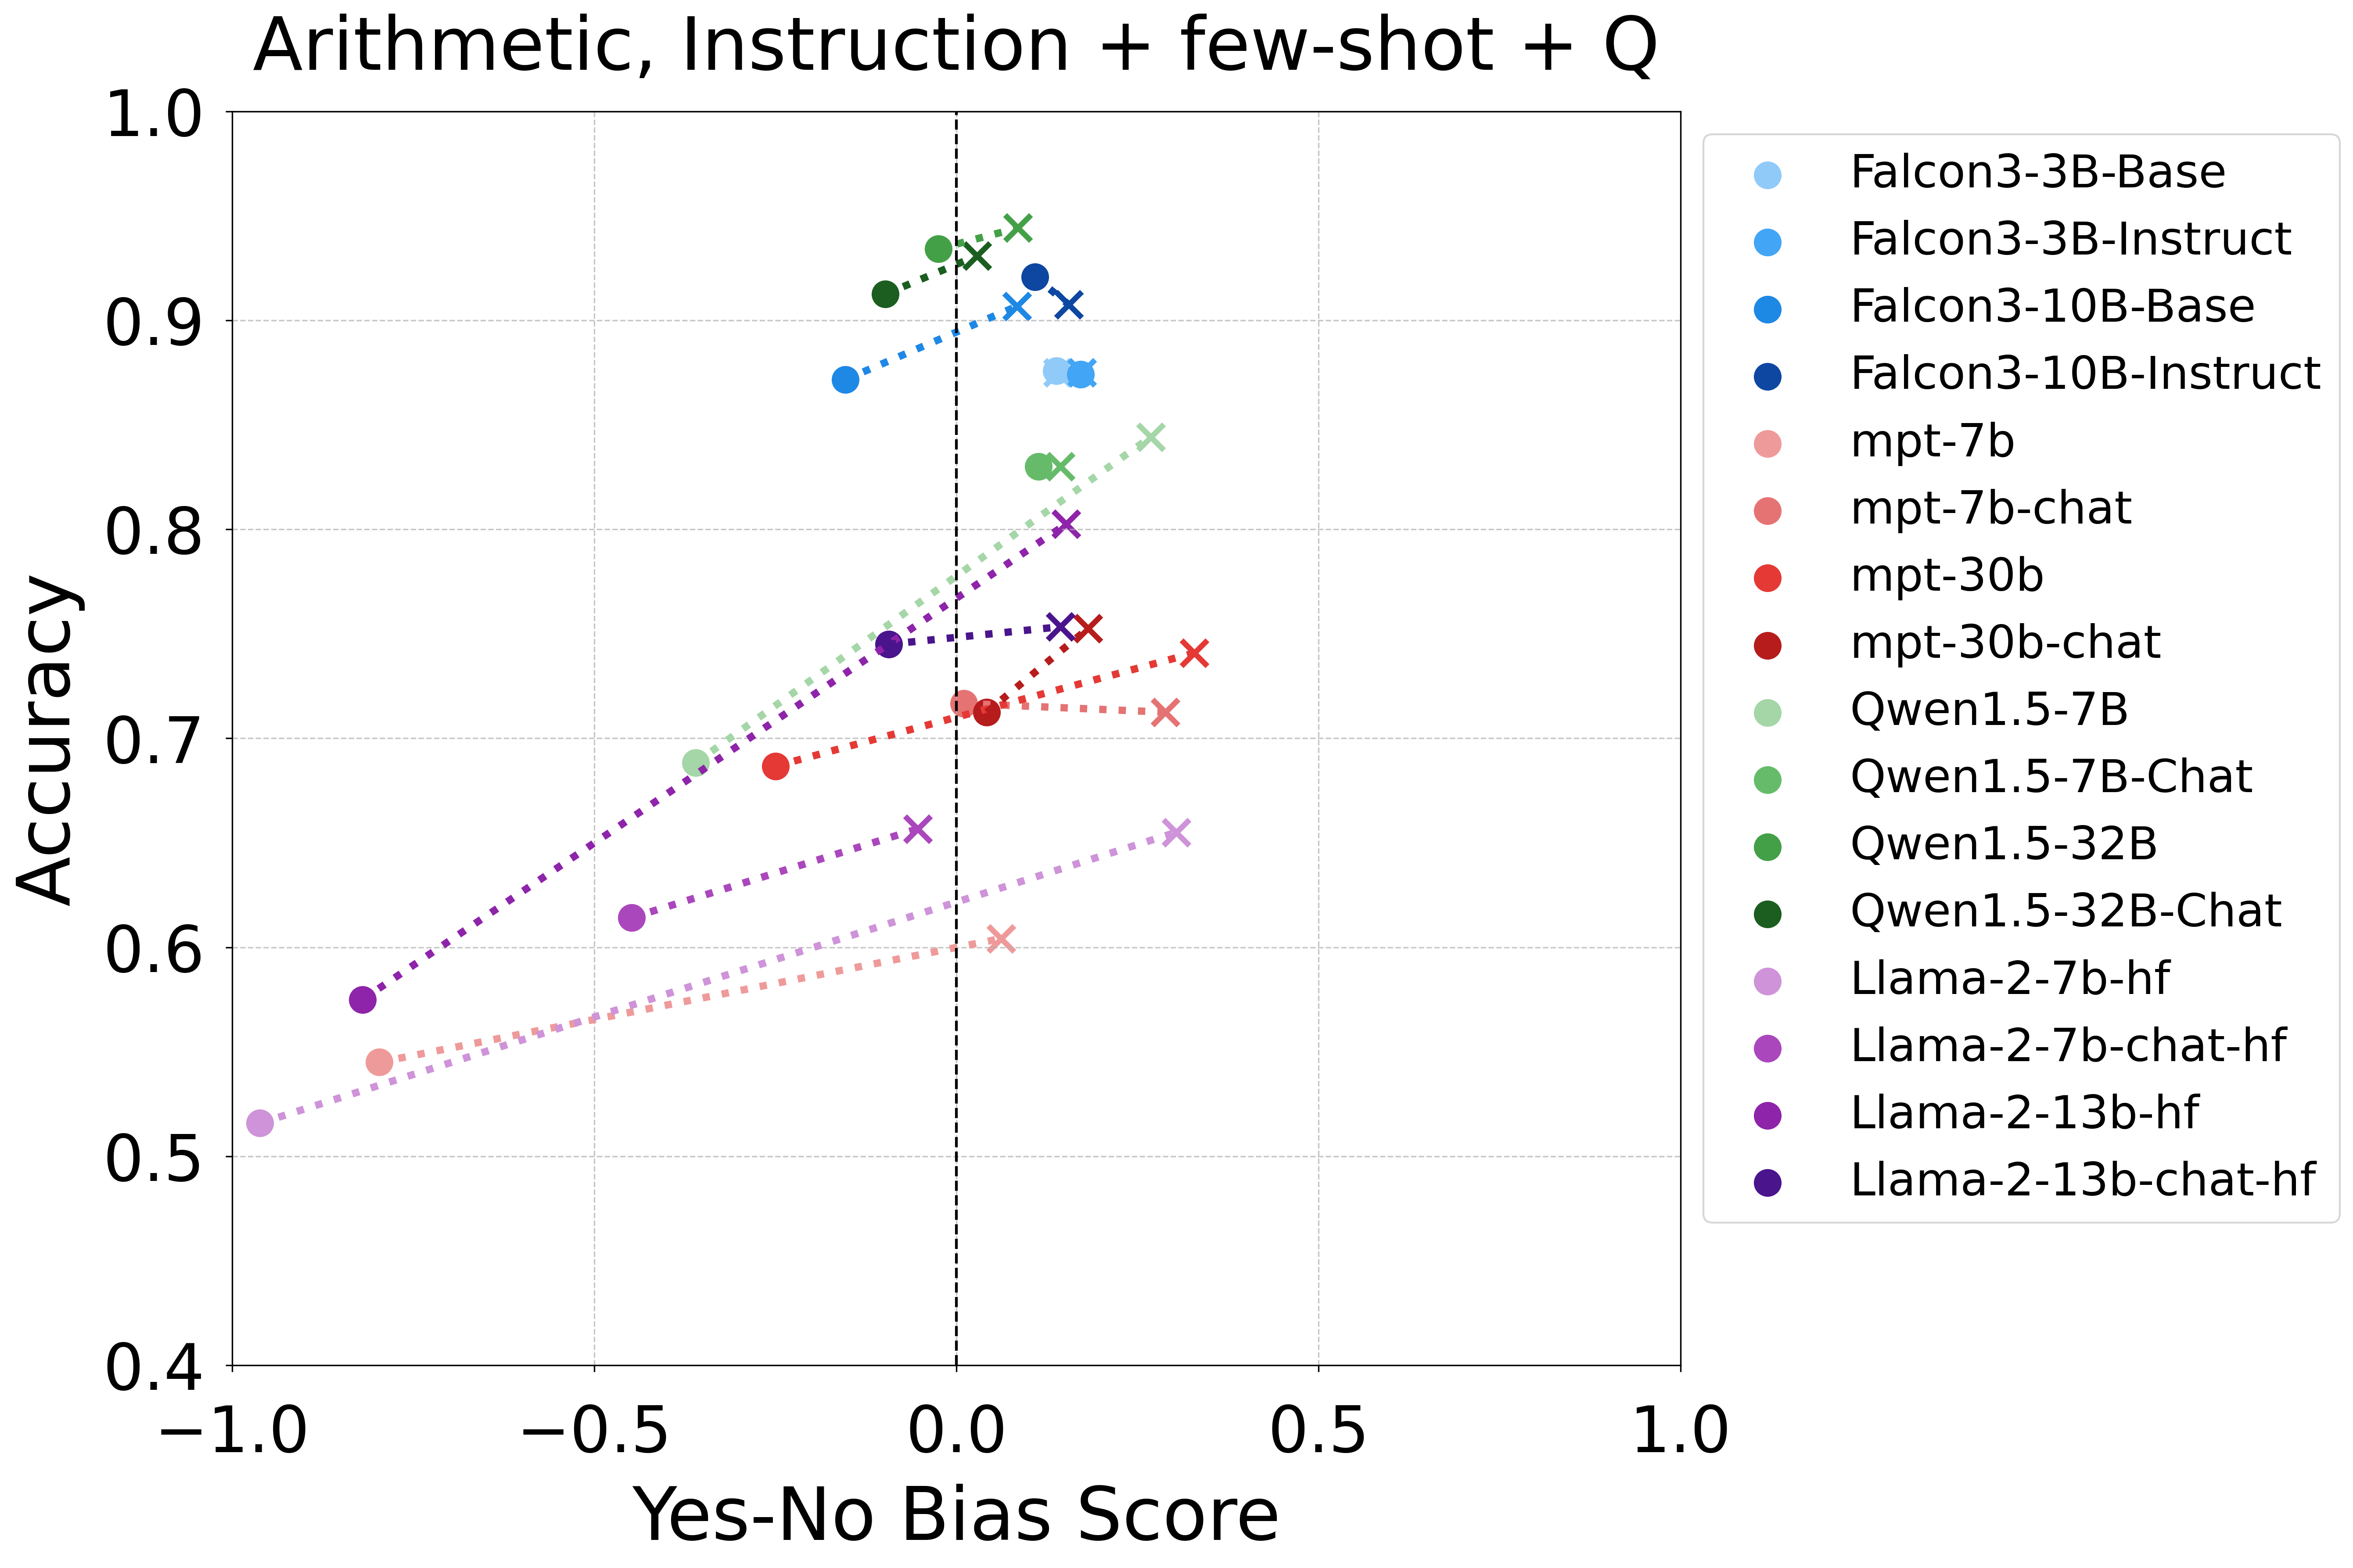 Arithmetic, Instruction + few-shot + Q
1.0
0.9
0.8
0.7
0.6
0.5
0.4
Accuracy
−1.0
−0.5
0.0
0.5
1.0
Yes-No Bias Score
Falcon3-3B-Base
Falcon3-3B-Instruct
Falcon3-10B-Base
Falcon3-10B-Instruct
mpt-7b
mpt-7b-chat
mpt-30b
mpt-30b-chat
Qwen1.5-7B
Qwen1.5-7B-Chat
Qwen1.5-32B
Qwen1.5-32B-Chat
Llama-2-7b-hf
Llama-2-7b-chat-hf
Llama-2-13b-hf
Llama-2-13b-chat-hf